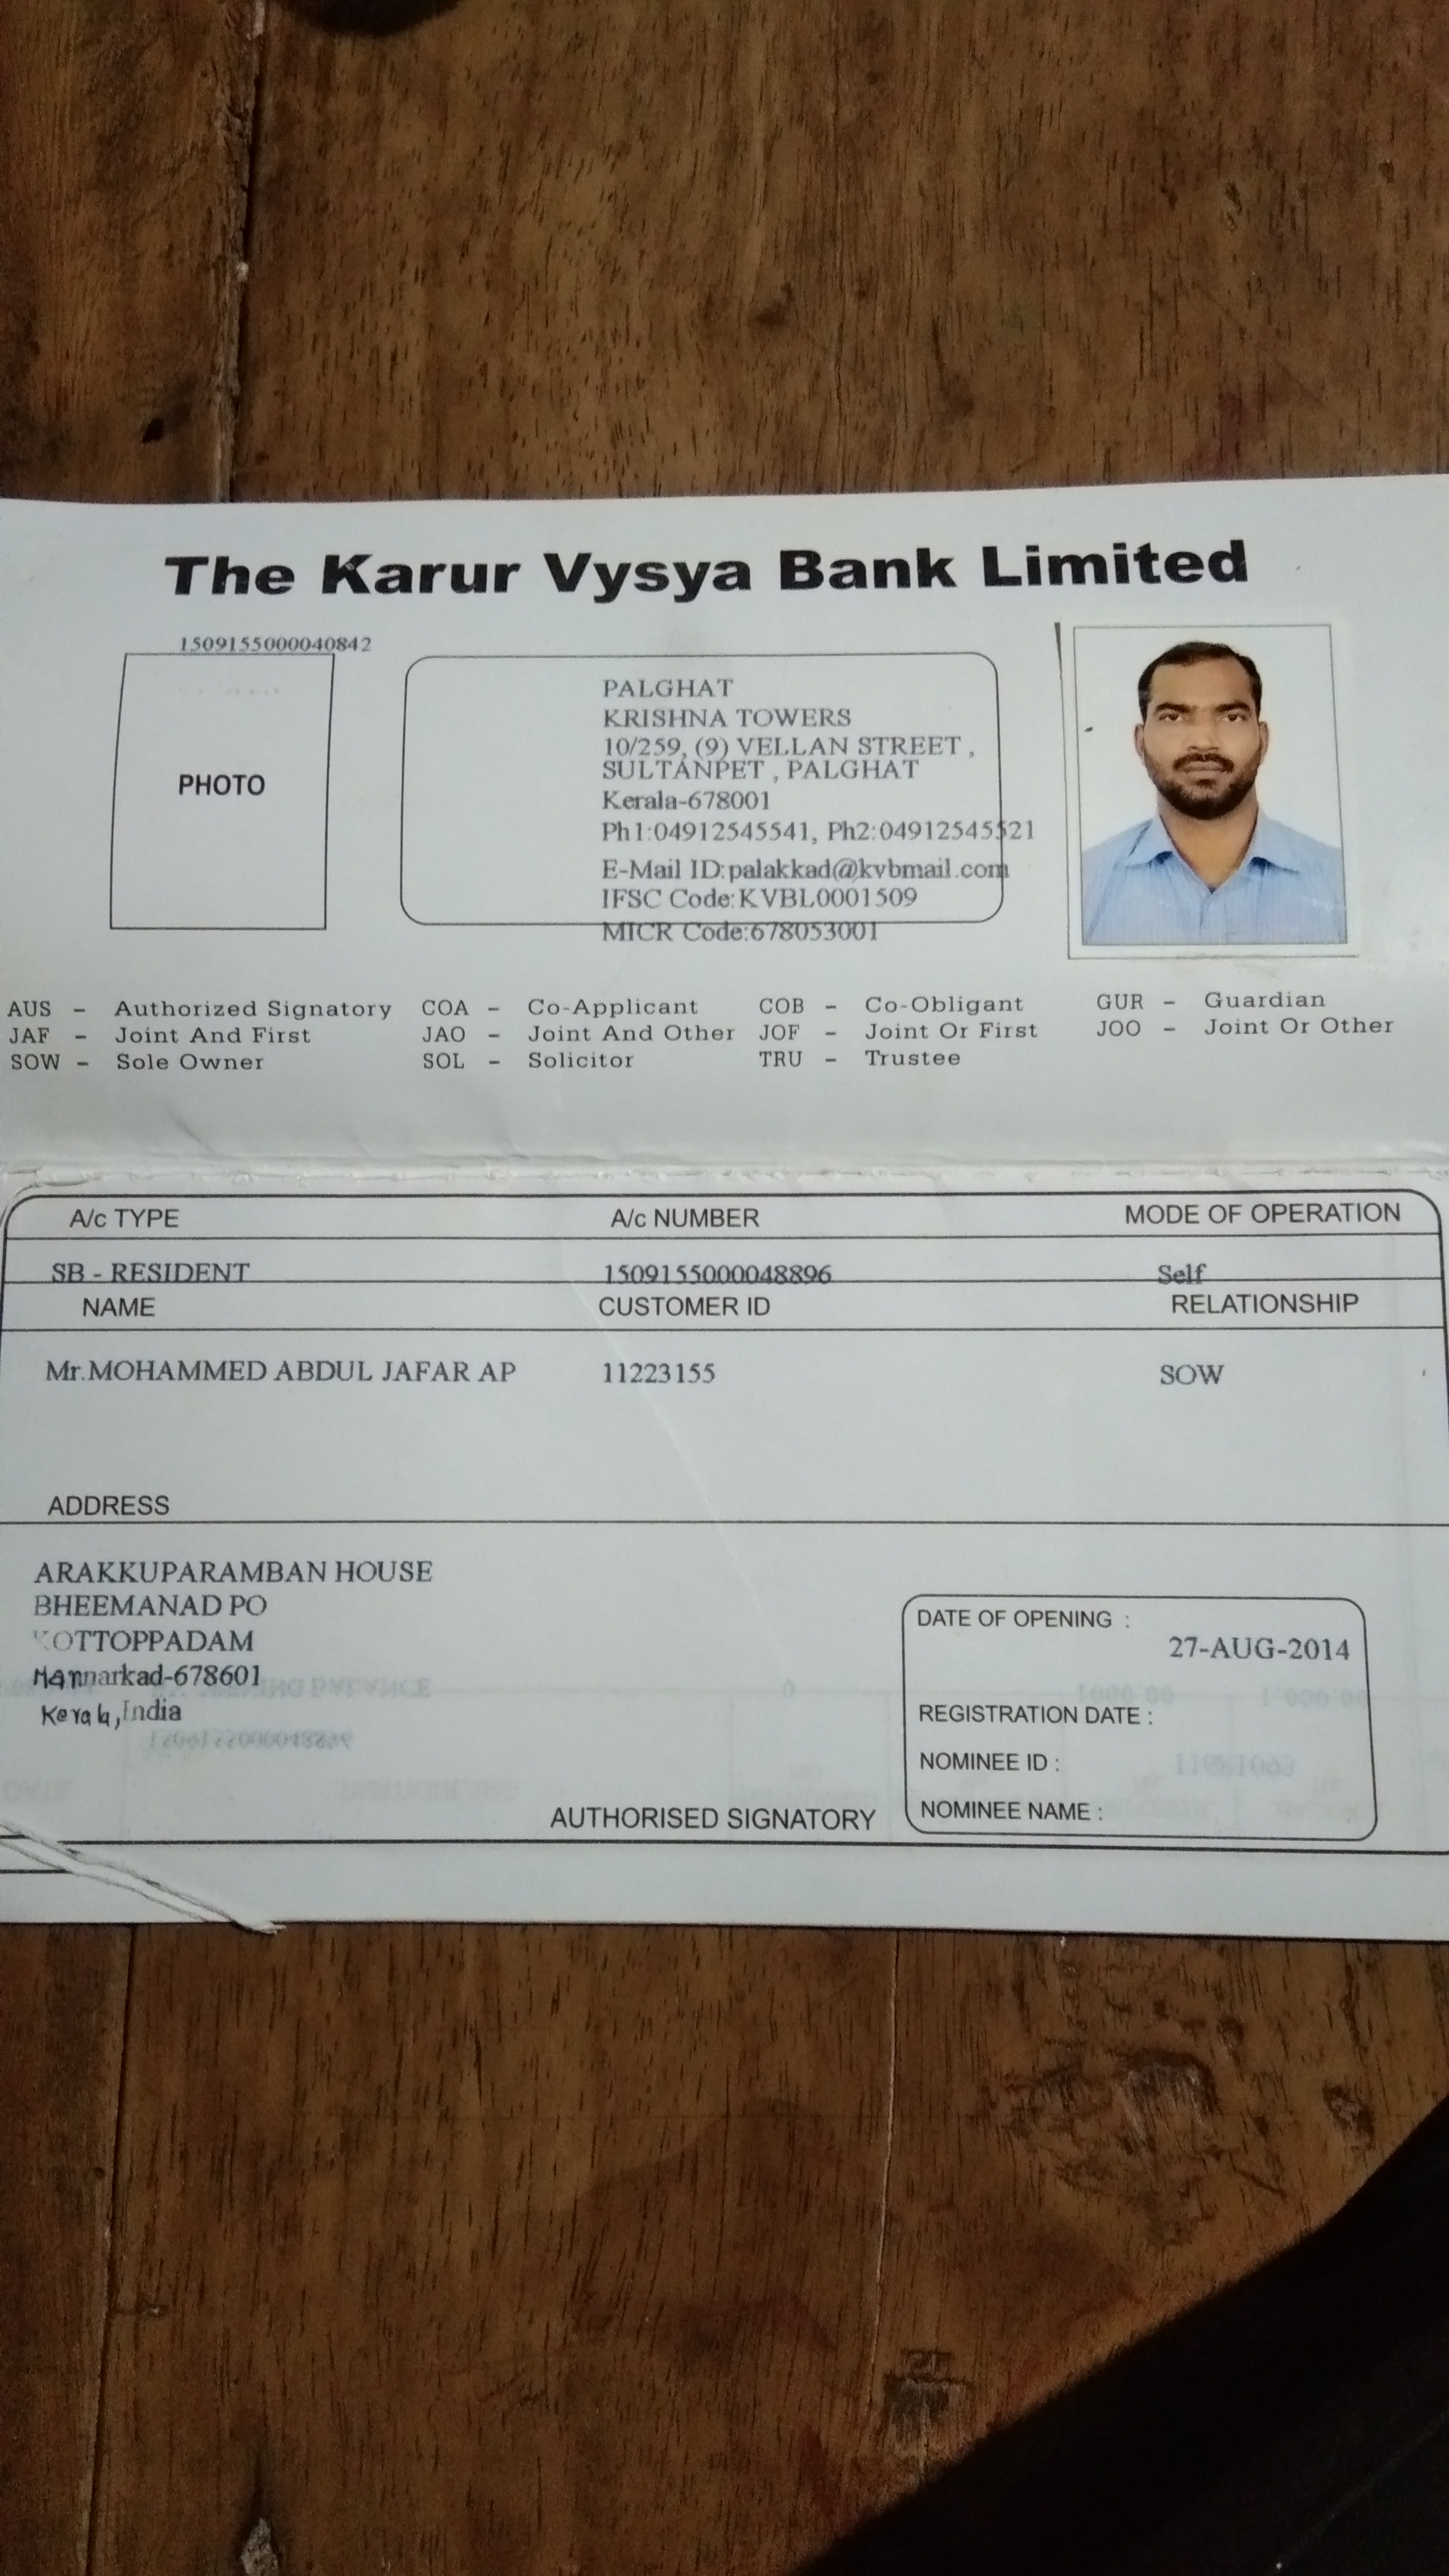 The Karur Vysya Bank Limited
1509155000040842
PHOTO
PALGHAT
KRISHNA TOWERS
10/259, (9) VELLAN STREET ,
SULTANPET , PALGHAT
Kerala-678001
Ph1:04912545541, Ph2:04912545521
E-Mail ID:palakkad@kvbmail.com
IFSC Code:KVBL0001509
MICR Code:678053001
AUS - Authorized Signatory COA - Co-Applicant COB - Co-Obligant GUR - Guardian
JAF - Joint And First JAO - Joint And Other JOF - Joint Or First JOO - Joint Or Other
SOW - Sole Owner SOL - Solicitor TRU - Trustee
A/c TYPE A/c NUMBER MODE OF OPERATION
SB - RESIDENT 1509155000048896 Self
NAME CUSTOMER ID RELATIONSHIP
Mr.MOHAMMED ABDUL JAFAR AP 11223155 SOW
ADDRESS
ARAKKUPARAMBAN HOUSE
BHEEMANAD PO
KOTTOPPADAM
Mannarkad-678601
Kerala,India
DATE OF OPENING :
27-AUG-2014
REGISTRATION DATE :
NOMINEE ID :
NOMINEE NAME :
AUTHORISED SIGNATORY